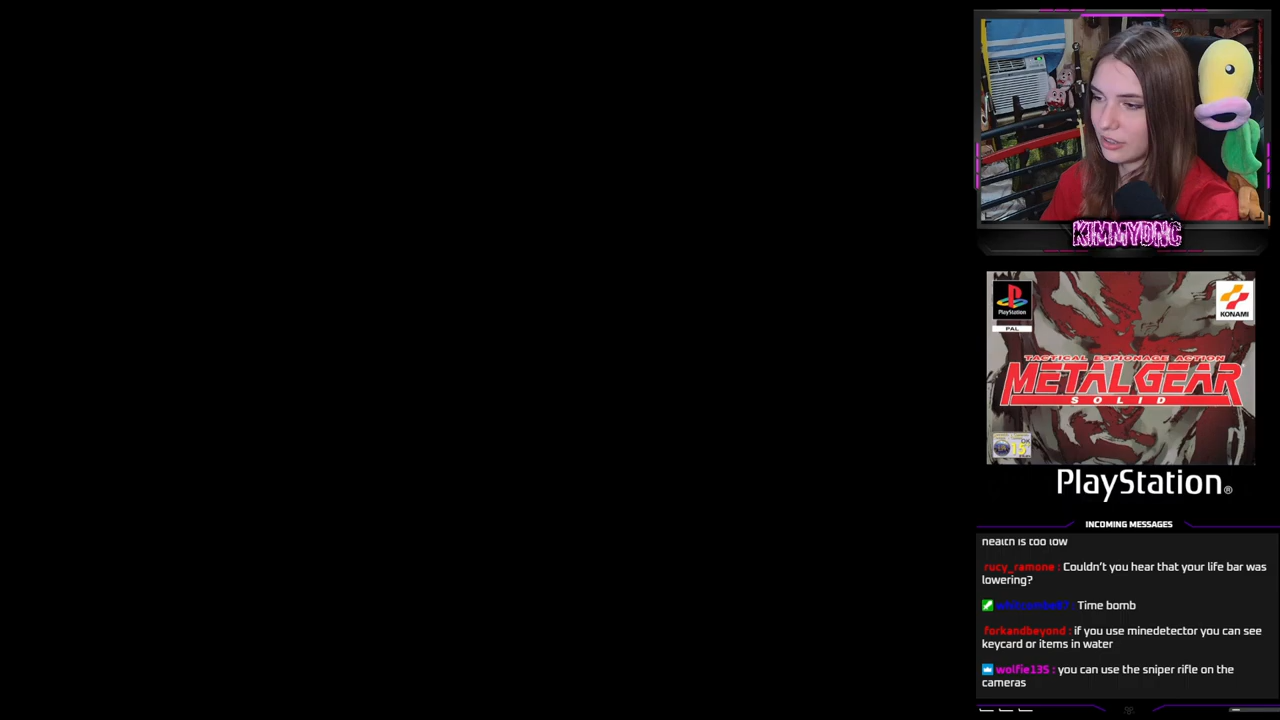 KIMMYDNC
PlayStation
PAL
KONAMI
TACTICAL ESPIONAGE ACTION
METAL GEAR
SOLID
15
PlayStation®
INCOMING MESSAGES
health is too low
rucy_ramone : Couldn't you hear that your life bar was
lowering?
Time bomb
forkandbeyond : if you use minedetector you can see
keycard or items in water
wolfie135 : you can use the sniper rifle on the
cameras